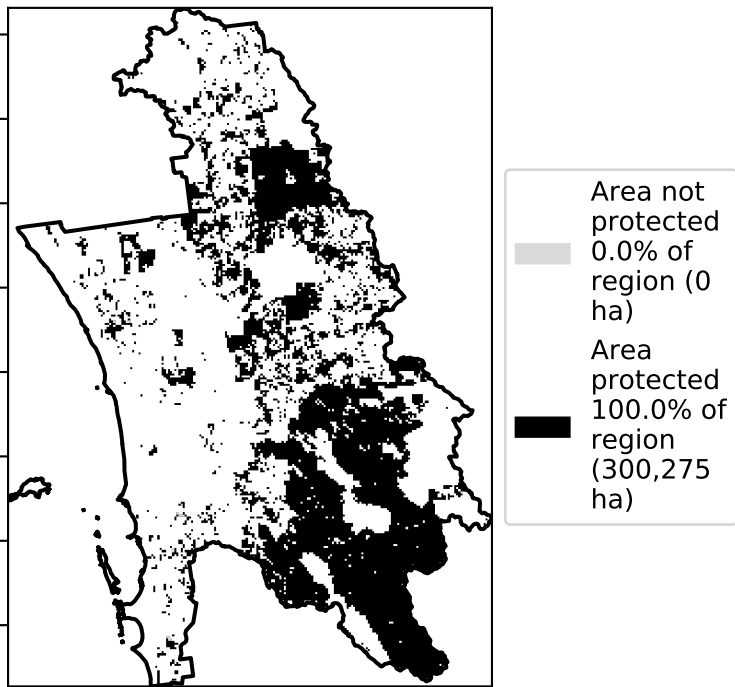 Area not
protected
0.0% of
region (0
ha)
Area
protected
100.0% of
region
(300,275
ha)